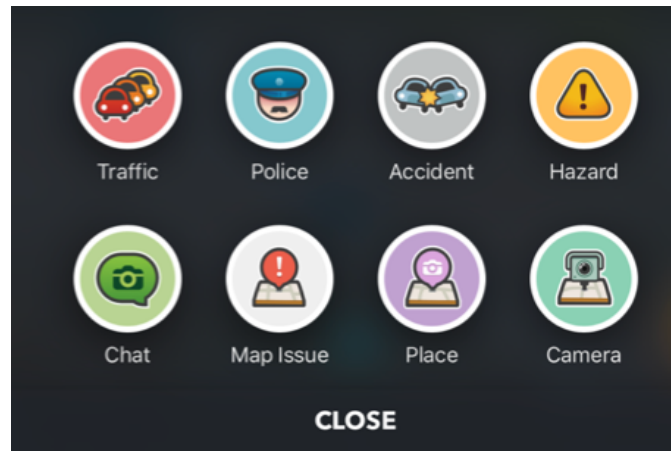 Traffic Police Accident Hazard
Chat Map Issue Place Camera
CLOSE